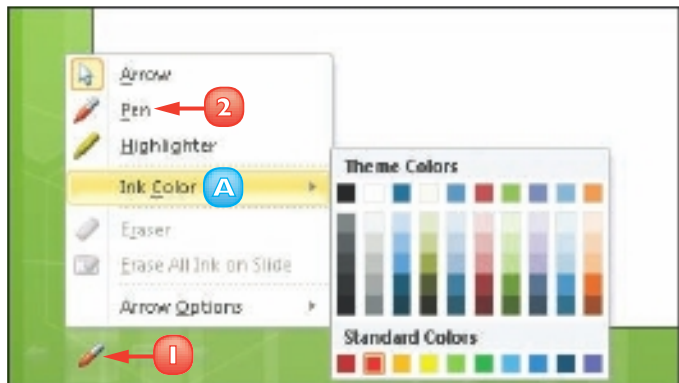 Arrow
Pen 2
Highlighter
Ink Color A
Eraser
Erase All Ink on Slide
Arrow Options
1
Theme Colors
Standard Colors